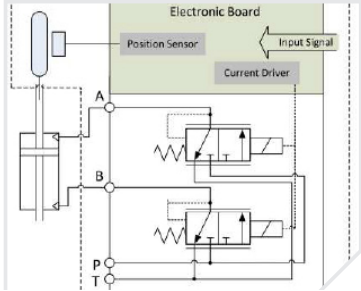 Electronic Board
Position Sensor
Input Signal
Current Driver
A
B
P
T